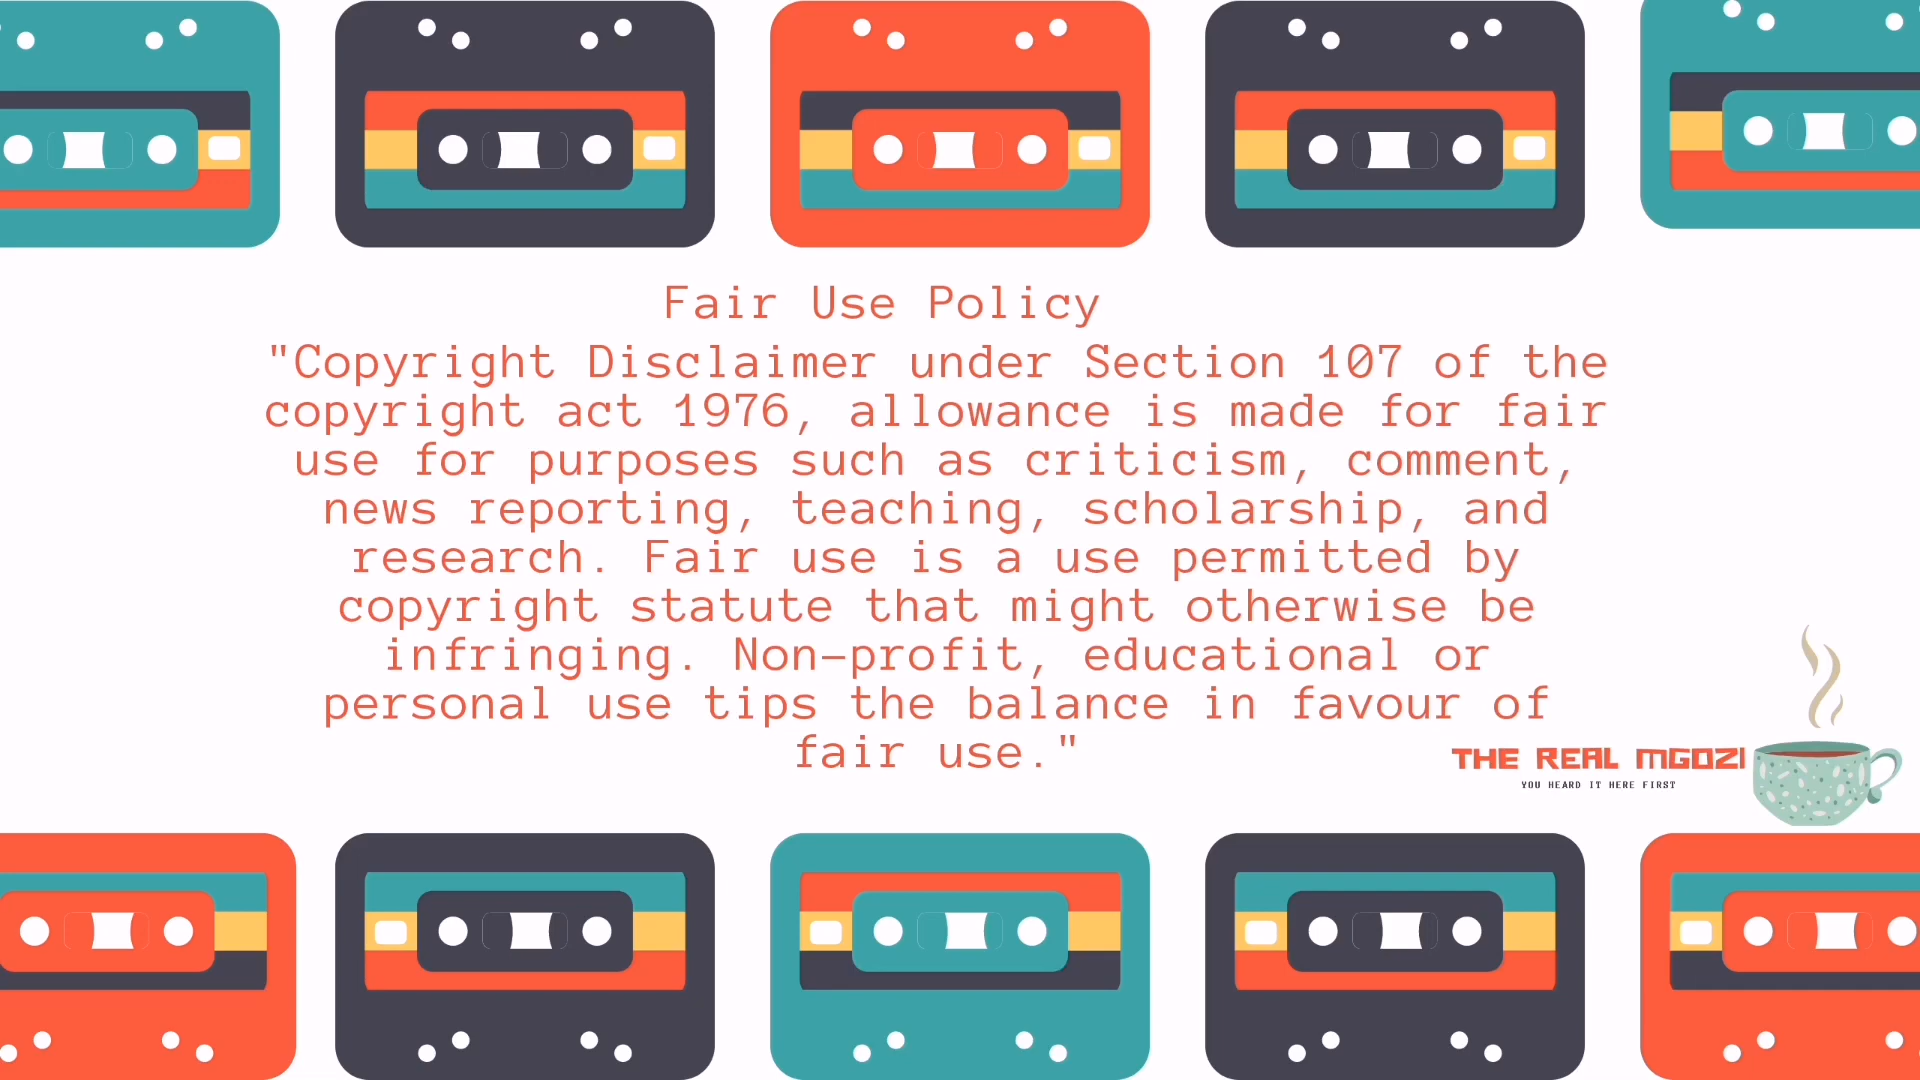 Fair Use Policy
"Copyright Disclaimer under Section 107 of the
copyright act 1976, allowance is made for fair
use for purposes such as criticism, comment,
news reporting, teaching, scholarship, and
research. Fair use is a use permitted by
copyright statute that might otherwise be
infringing. Non-profit, educational or
personal use tips the balance in favour of
fair use."
THE REAL MGOZI
YOU HEARD IT HERE FIRST